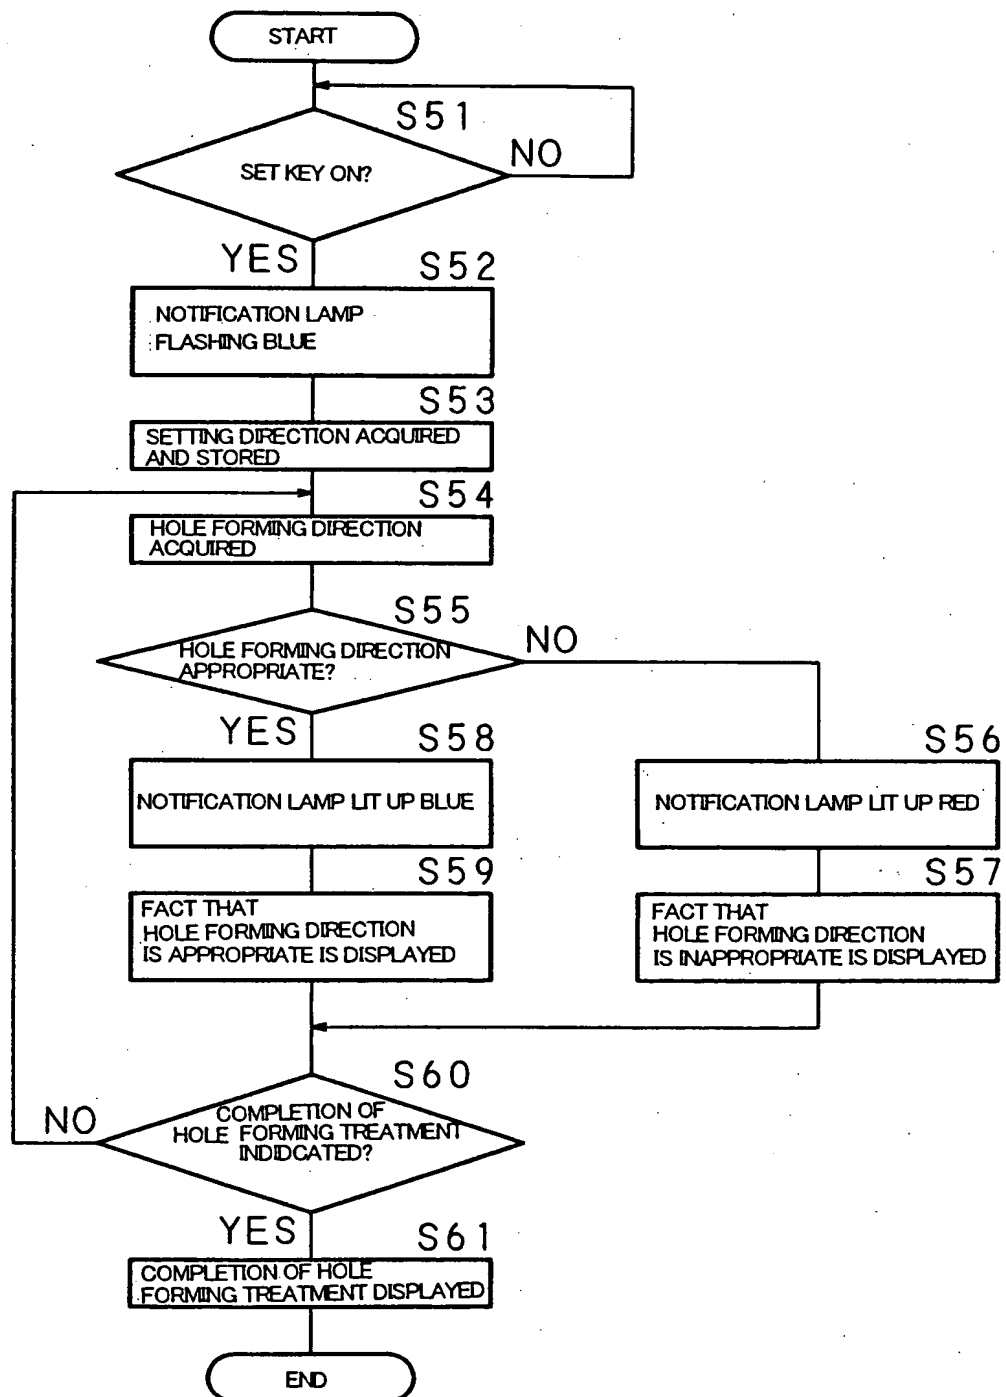 START
S51
SET KEY ON?
NO
YES
S52
NOTIFICATION LAMP
FLASHING BLUE
S53
SETTING DIRECTION ACQUIRED
AND STORED
S54
HOLE FORMING DIRECTION
ACQUIRED
S55
HOLE FORMING DIRECTION
APPROPRIATE?
NO
YES
S58
NOTIFICATION LAMP LIT UP BLUE
S56
NOTIFICATION LAMP LIT UP RED
S59
FACT THAT
HOLE FORMING DIRECTION
IS APPROPRIATE IS DISPLAYED
S57
FACT THAT
HOLE FORMING DIRECTION
IS INAPPROPRIATE IS DISPLAYED
S60
COMPLETION OF
HOLE FORMING TREATMENT
INDIDCATED?
NO
YES
S61
COMPLETION OF HOLE
FORMING TREATMENT DISPLAYED
END